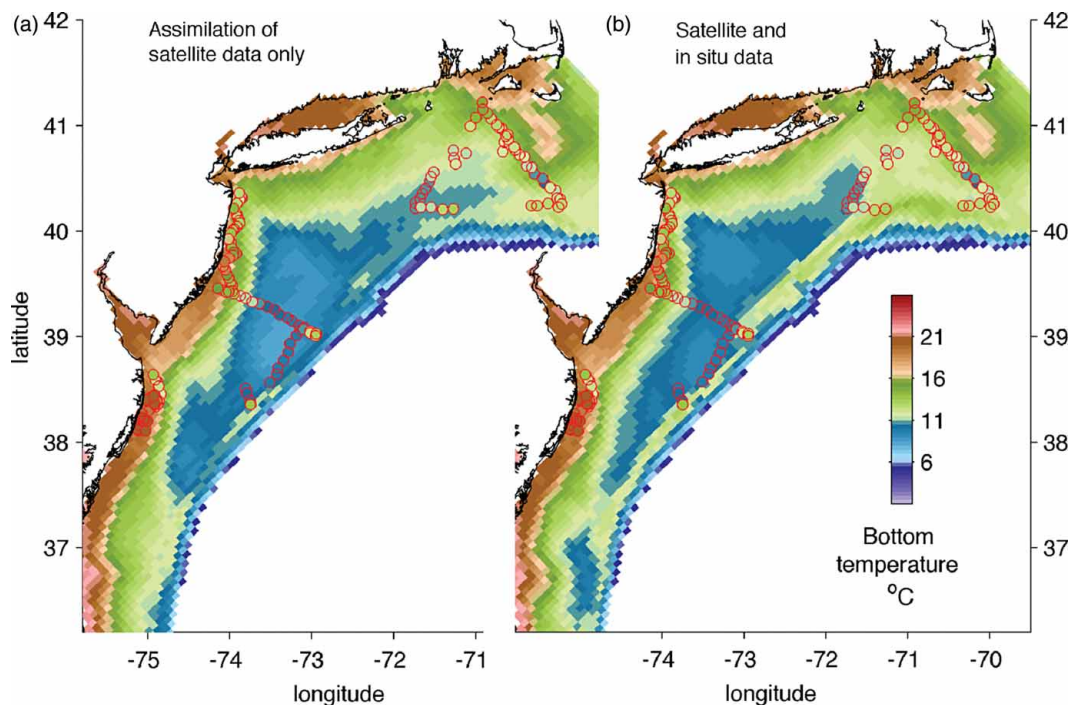 (a)
Assimilation of
satellite data only
(b)
Satellite and
in situ data
42
41
40
39
38
37
latitude
-75
-74
-73
-72
-71
longitude
-74
-73
-72
-71
-70
longitude
42
41
40
39
38
37
21
16
11
6
Bottom
temperature
°C